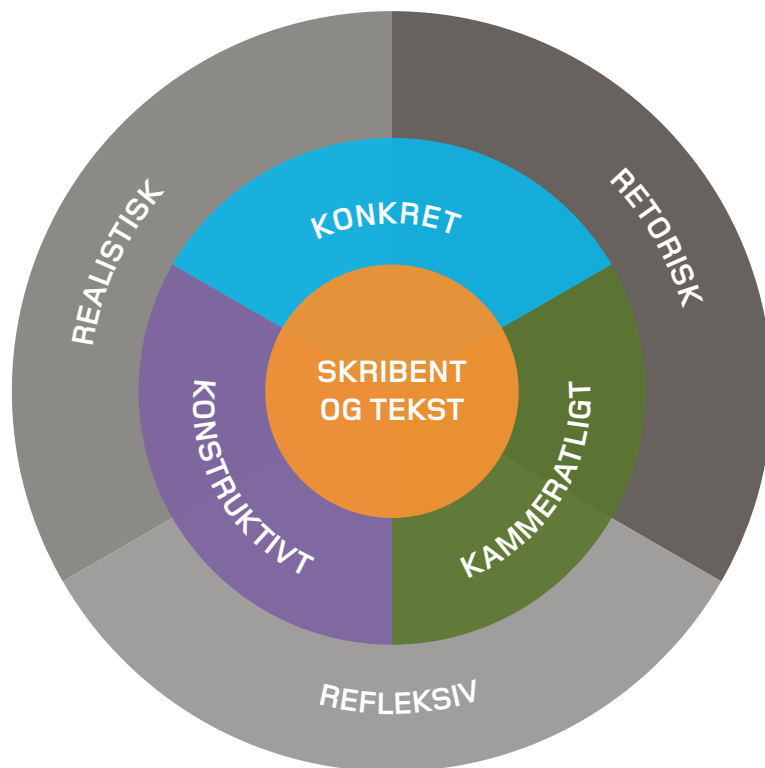 REALISTISK
RETORISK
KONKRET
SKRIBENT
OG TEKST
KONSTRUKTIVT
KAMMERATLIGT
REFLEKSIV